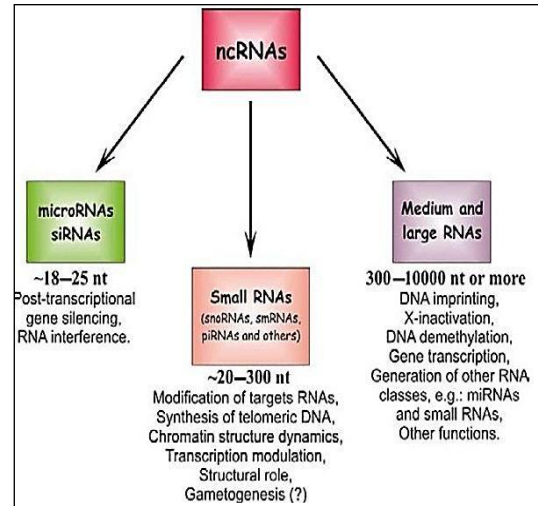 ncRNAs
microRNAs
siRNAs
~18–25 nt
Post-transcriptional
gene silencing,
RNA interference.
Small RNAs
(snoRNAs, smRNAs,
piRNAs and others)
~20–300 nt
Modification of targets RNAs,
Synthesis of telomeric DNA,
Chromatin structure dynamics,
Transcription modulation,
Structural role,
Gametogenesis (?)
Medium and
large RNAs
300–10000 nt or more
DNA imprinting,
X-inactivation,
DNA demethylation,
Gene transcription,
Generation of other RNA
classes, e.g.: miRNAs
and small RNAs,
Other functions.